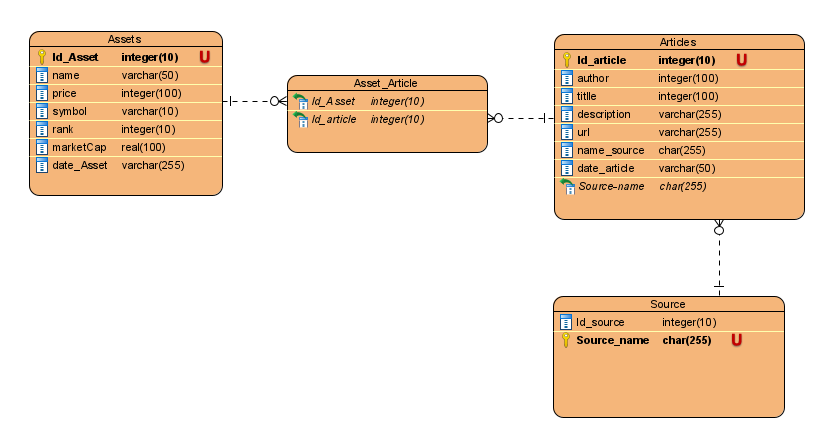 Assets
Id_Asset integer(10) U
name varchar(50)
price integer(100)
symbol varchar(10)
rank integer(10)
marketCap real(100)
date_Asset varchar(255)
Asset_Article
Id_Asset integer(10)
Id_article integer(10)
Articles
Id_article integer(10) U
author integer(100)
titlle integer(100)
description varchar(255)
url varchar(255)
name_source char(255)
date_article varchar(50)
Source-name char(255)
Source
Id_source integer(10)
Source_name char(255) U